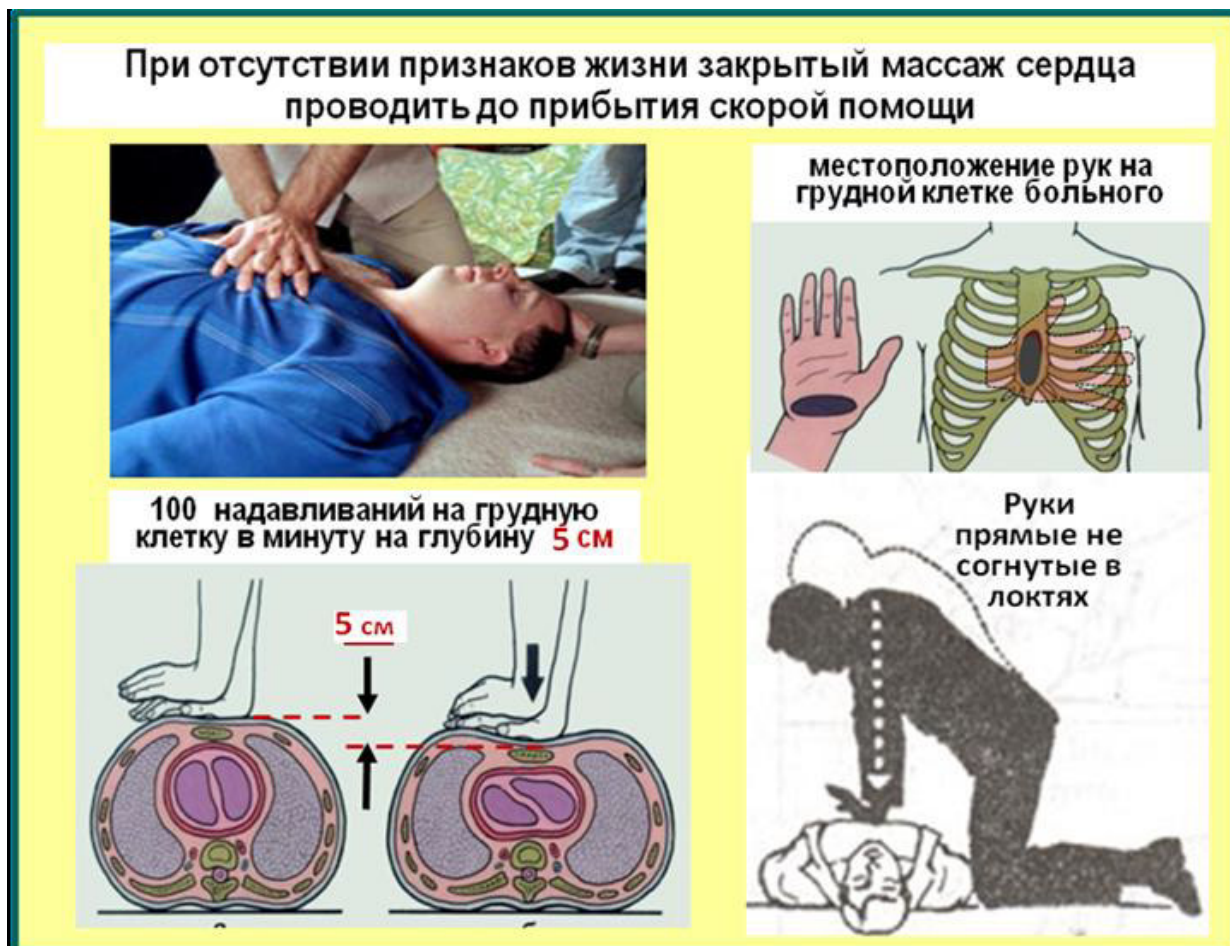 При отсутствии признаков жизни закрытый массаж сердца
проводить до прибытия скорой помощи
местоположение рук на
грудной клетке больного
100 надавливаний на грудную
клетку в минуту на глубину 5 см
5 см
Руки
прямые не
согнутые в
локтях